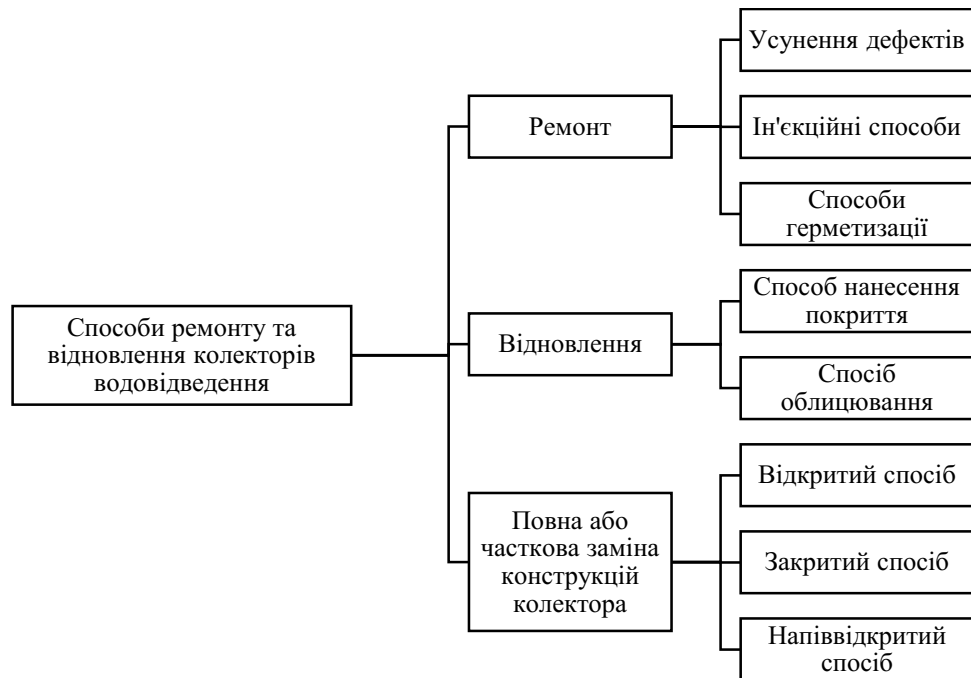 Способи ремонту та
відновлення колекторів
водовідведення
Ремонт
Усунення дефектів
Ін'єкційні способи
Способи
герметизації
Відновлення
Способ нанесення
покриття
Спосіб
облицювання
Повна або
часткова заміна
конструкцій
колектора
Відкритий спосіб
Закритий спосіб
Напіввідкритий
спосіб